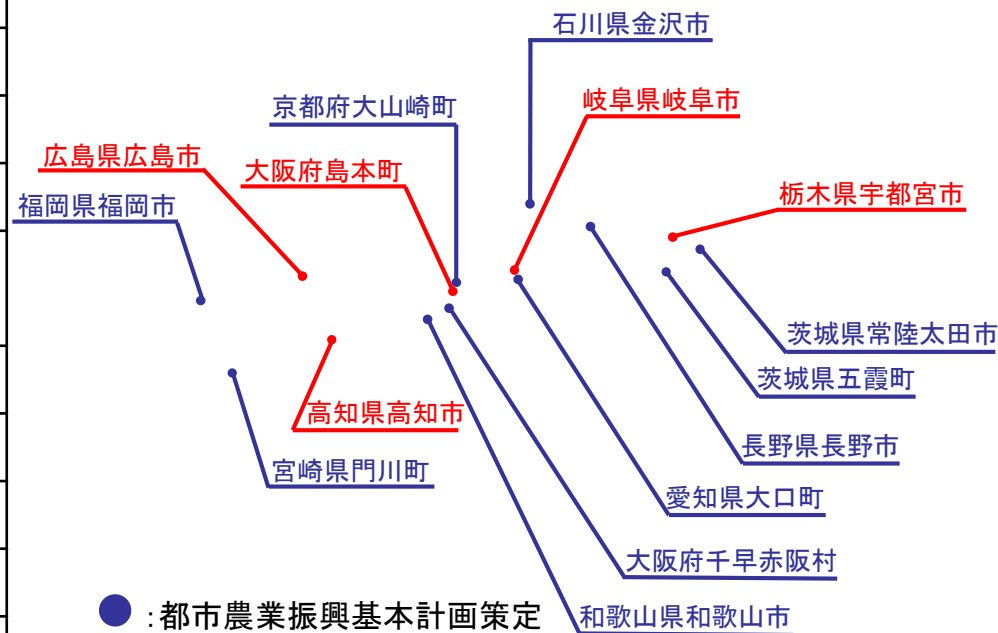 石川県金沢市
京都府大山崎町
岐阜県岐阜市
広島県広島市
大阪府島本町
栃木県宇都宮市
福岡県福岡市
茨城県常陸太田市
茨城県五霞町
高知県高知市
長野県長野市
宮崎県門川町
愛知県大口町
大阪府千早赤阪村
:都市農業振興基本計画策定
和歌山県和歌山市